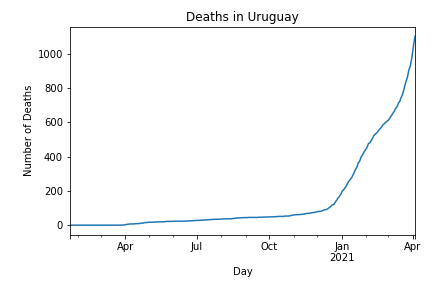 Deaths in Uruguay
Number of Deaths
1000
800
600
400
200
0
Apr
Jul
Oct
Jan
2021
Apr
Day